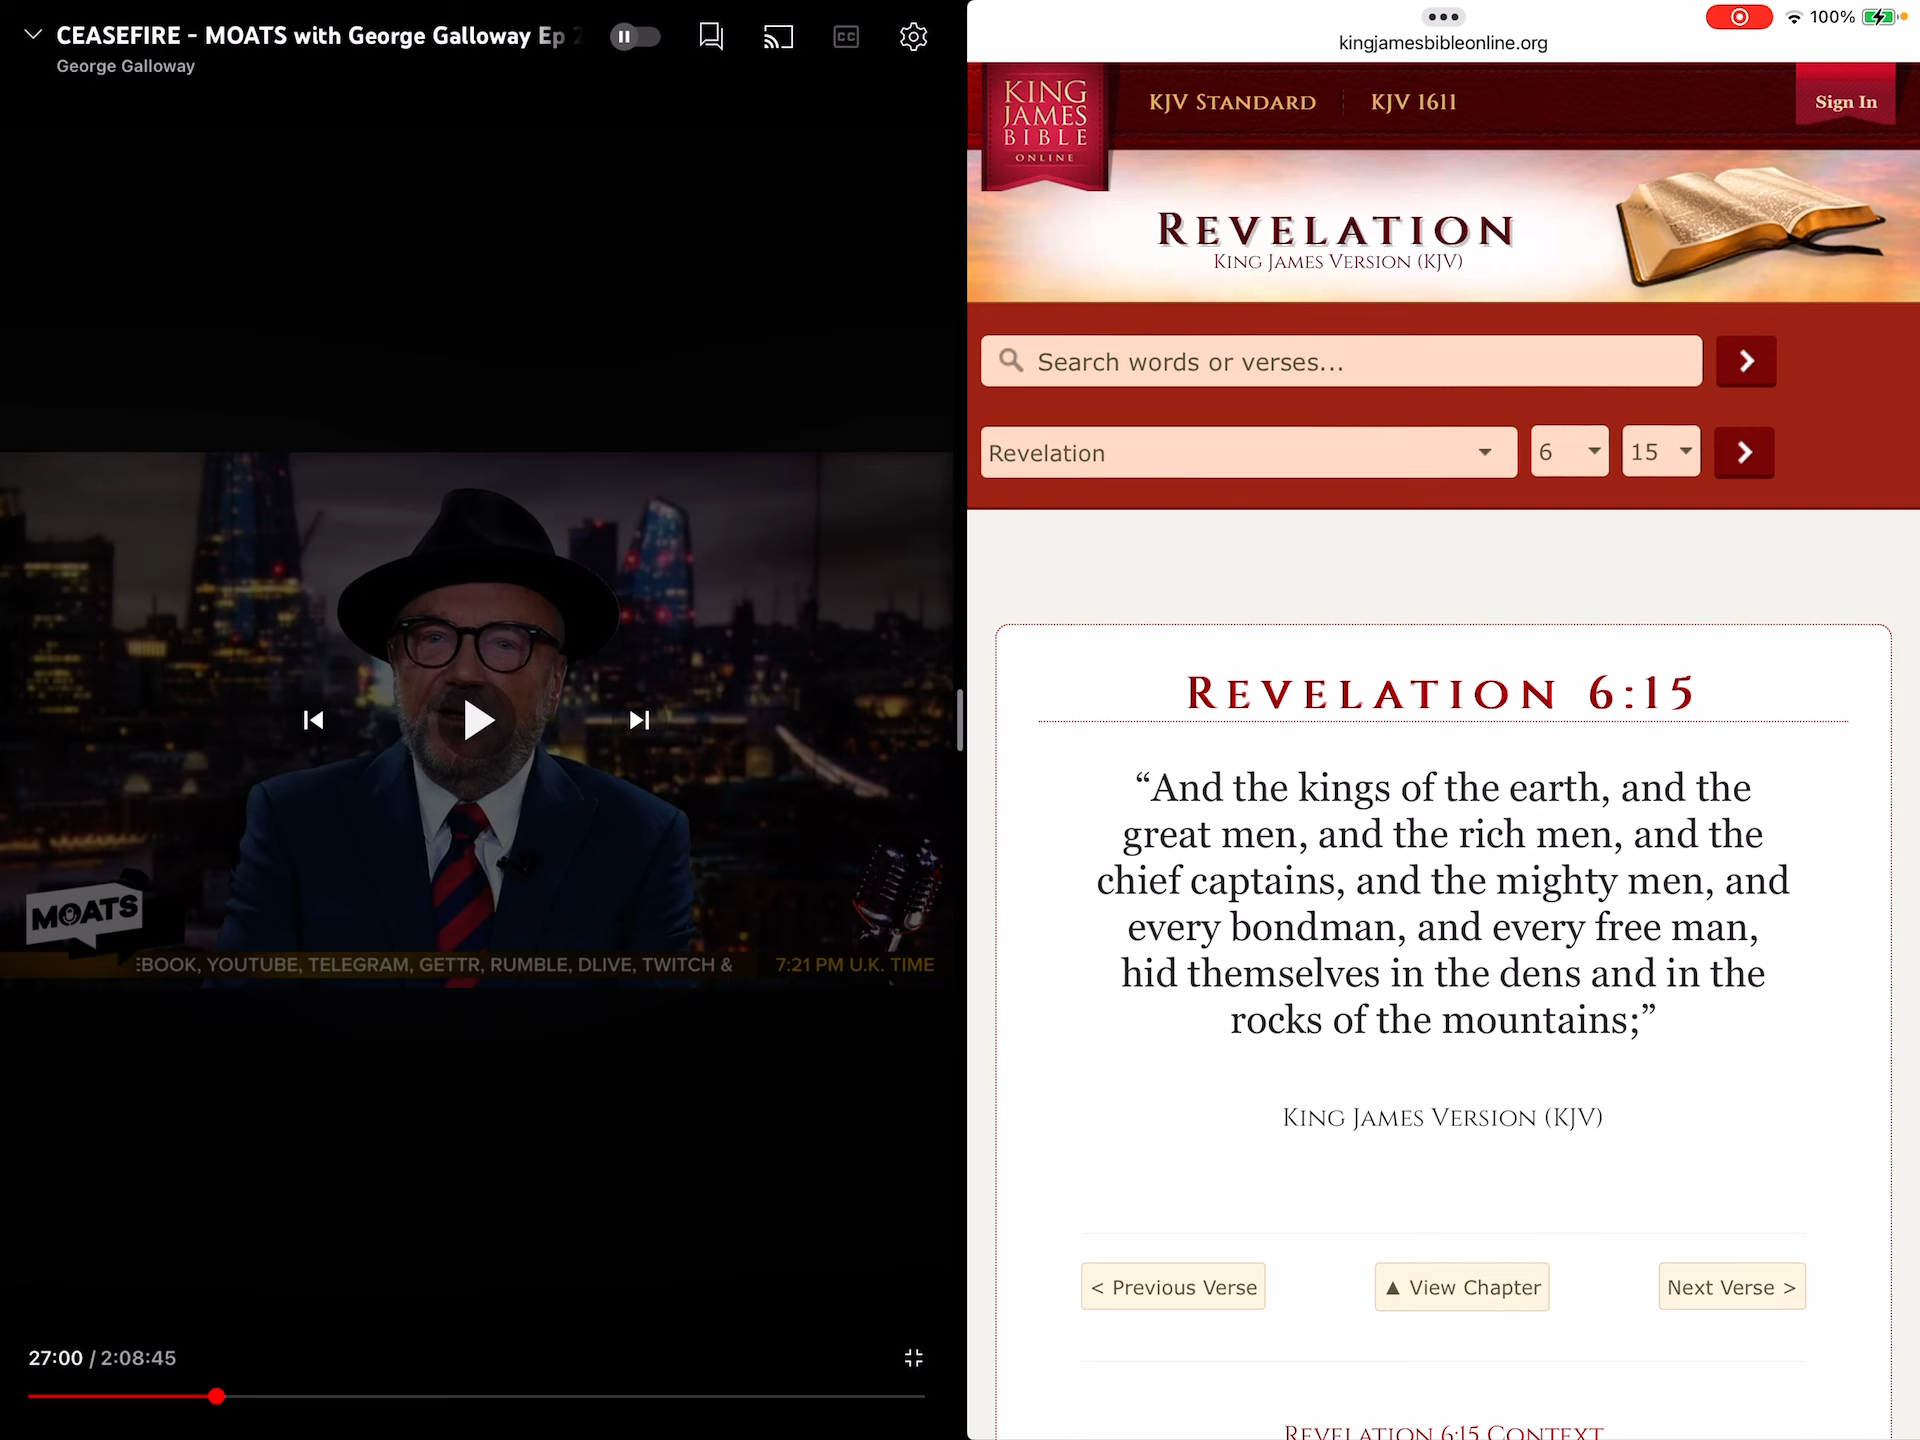 CEASEFIRE - MOATS with George Galloway Ep 2
George Galloway
CC
MOATS
:BOOK, YOUTUBE, TELEGRAM, GETTR, RUMBLE, DLIVE, TWITCH &
7:21 PM U.K. TIME
27:00 / 2:08:45
100%
kingjamesbibleonline.org
KING
JAMES
BIBLE
ONLINE
KJV STANDARD
KJV 1611
Sign In
REVELATION
KING JAMES VERSION (KJV)
Search words or verses...
Revelation
6
15
REVELATION 6:15
“And the kings of the earth, and the
great men, and the rich men, and the
chief captains, and the mighty men, and
every bondman, and every free man,
hid themselves in the dens and in the
rocks of the mountains;”
KING JAMES VERSION (KJV)
< Previous Verse
▲ View Chapter
Next Verse >
REVELATION 6:15 CONTEXT